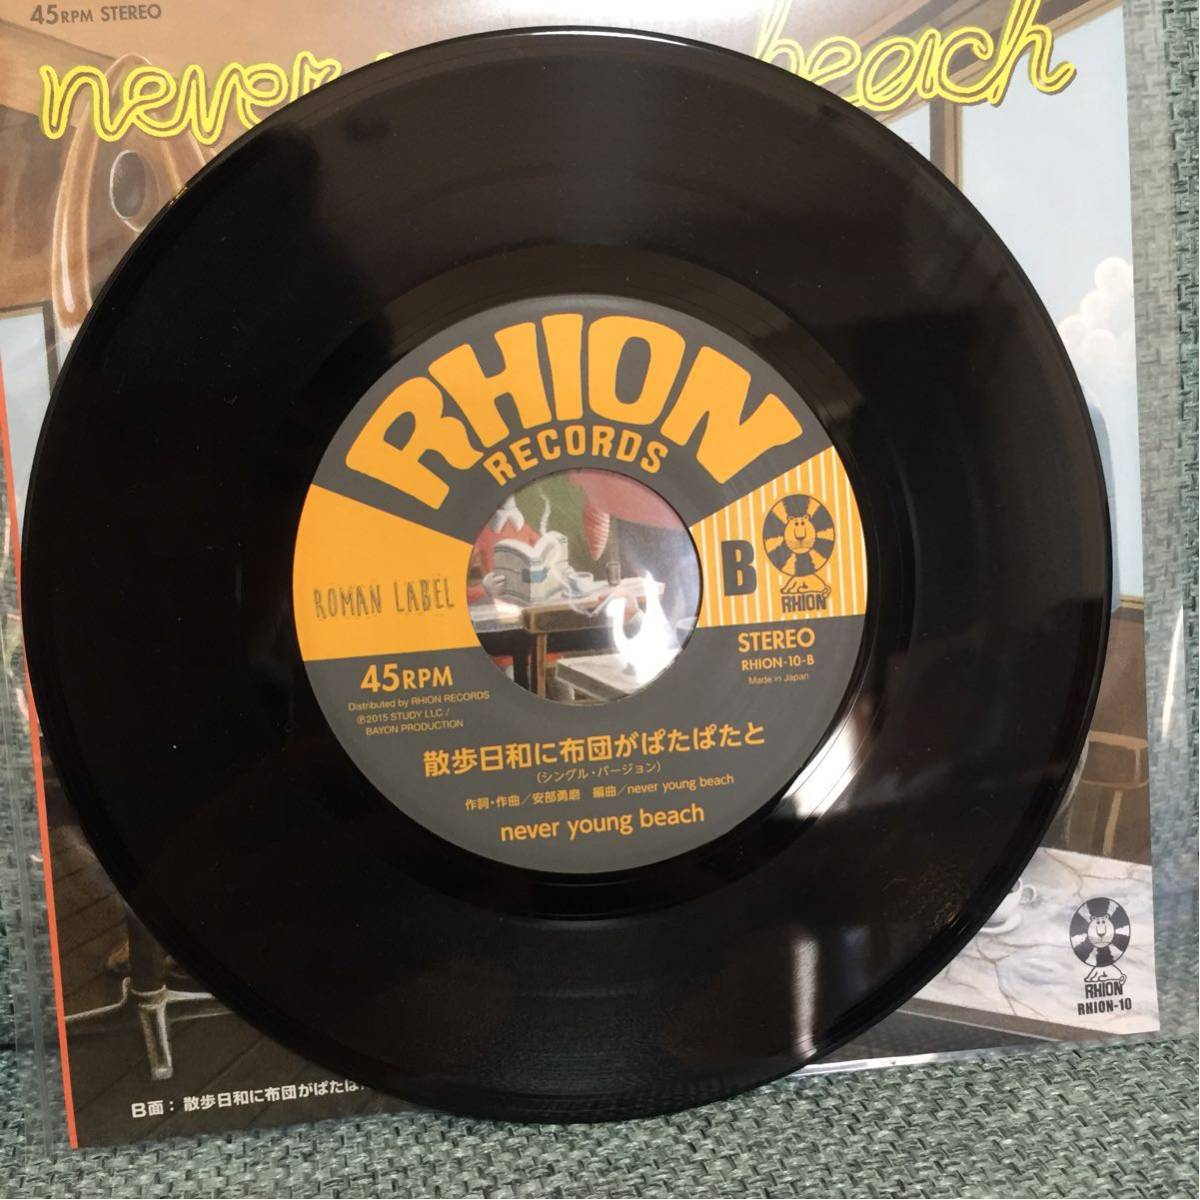 45RPM STEREO
never beach
RHION
RECORDS
ROMAN LABEL
B
RHION
45RPM
STEREO
RHION-10-B
Made in Japan
Distributed by RHION RECORDS
Ⓟ2015 STUDY LLC /
BAYON PRODUCTION
散歩日和に布団がぱたぱたと
(シングル・バージョン)
作詞・作曲/安部勇磨 編曲/never young beach
never young beach
RHION
RHION-10
B面: 散歩日和に布団がぱたぱ